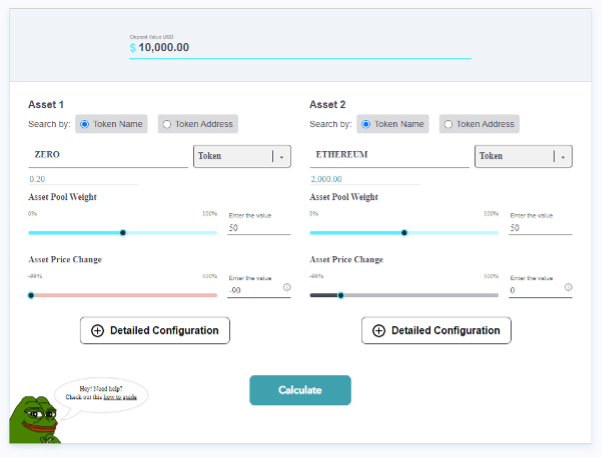 Deposit Value USD
$ 10,000.00
Asset 1
Search by: Token Name Token Address
ZERO Token
0.20
Asset Pool Weight
0% 100% Enter the value
50
Asset Price Change
-99% 500% Enter the value
-90
Detailed Configuration
Asset 2
Search by: Token Name Token Address
ETHEREUM Token
2,000.00
Asset Pool Weight
0% 100% Enter the value
50
Asset Price Change
-99% 500% Enter the value
0
Detailed Configuration
Hey! Need help?
Check out this how to guide
Calculate